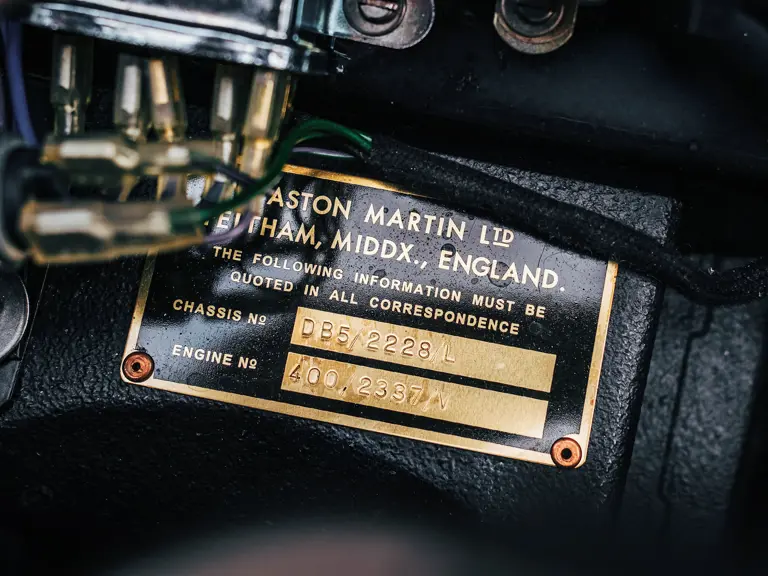 ASTON MARTIN LTD
FELTHAM, MIDDX., ENGLAND.
THE FOLLOWING INFORMATION MUST BE
QUOTED IN ALL CORRESPONDENCE
CHASSIS Nº DB5/2228/L
ENGINE Nº 400/2337/V